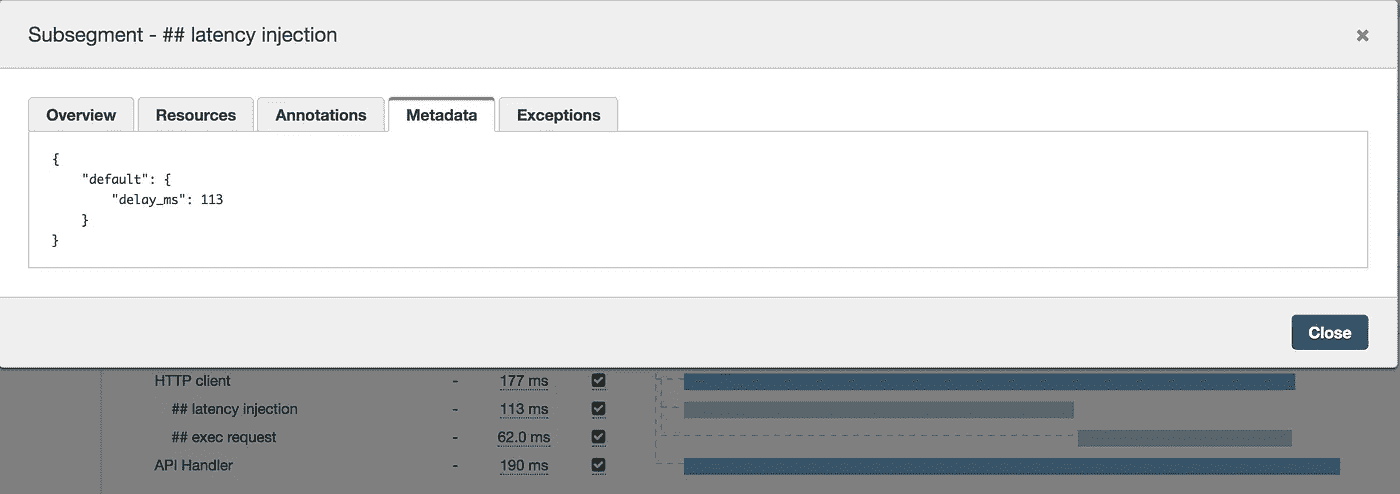 Subsegment - ## latency injection ✖
Overview Resources Annotations Metadata Exceptions
{
    "default": {
        "delay_ms": 113
    }
}
Close
HTTP client - 177 ms
## latency injection - 113 ms
## exec request - 62.0 ms
API Handler - 190 ms